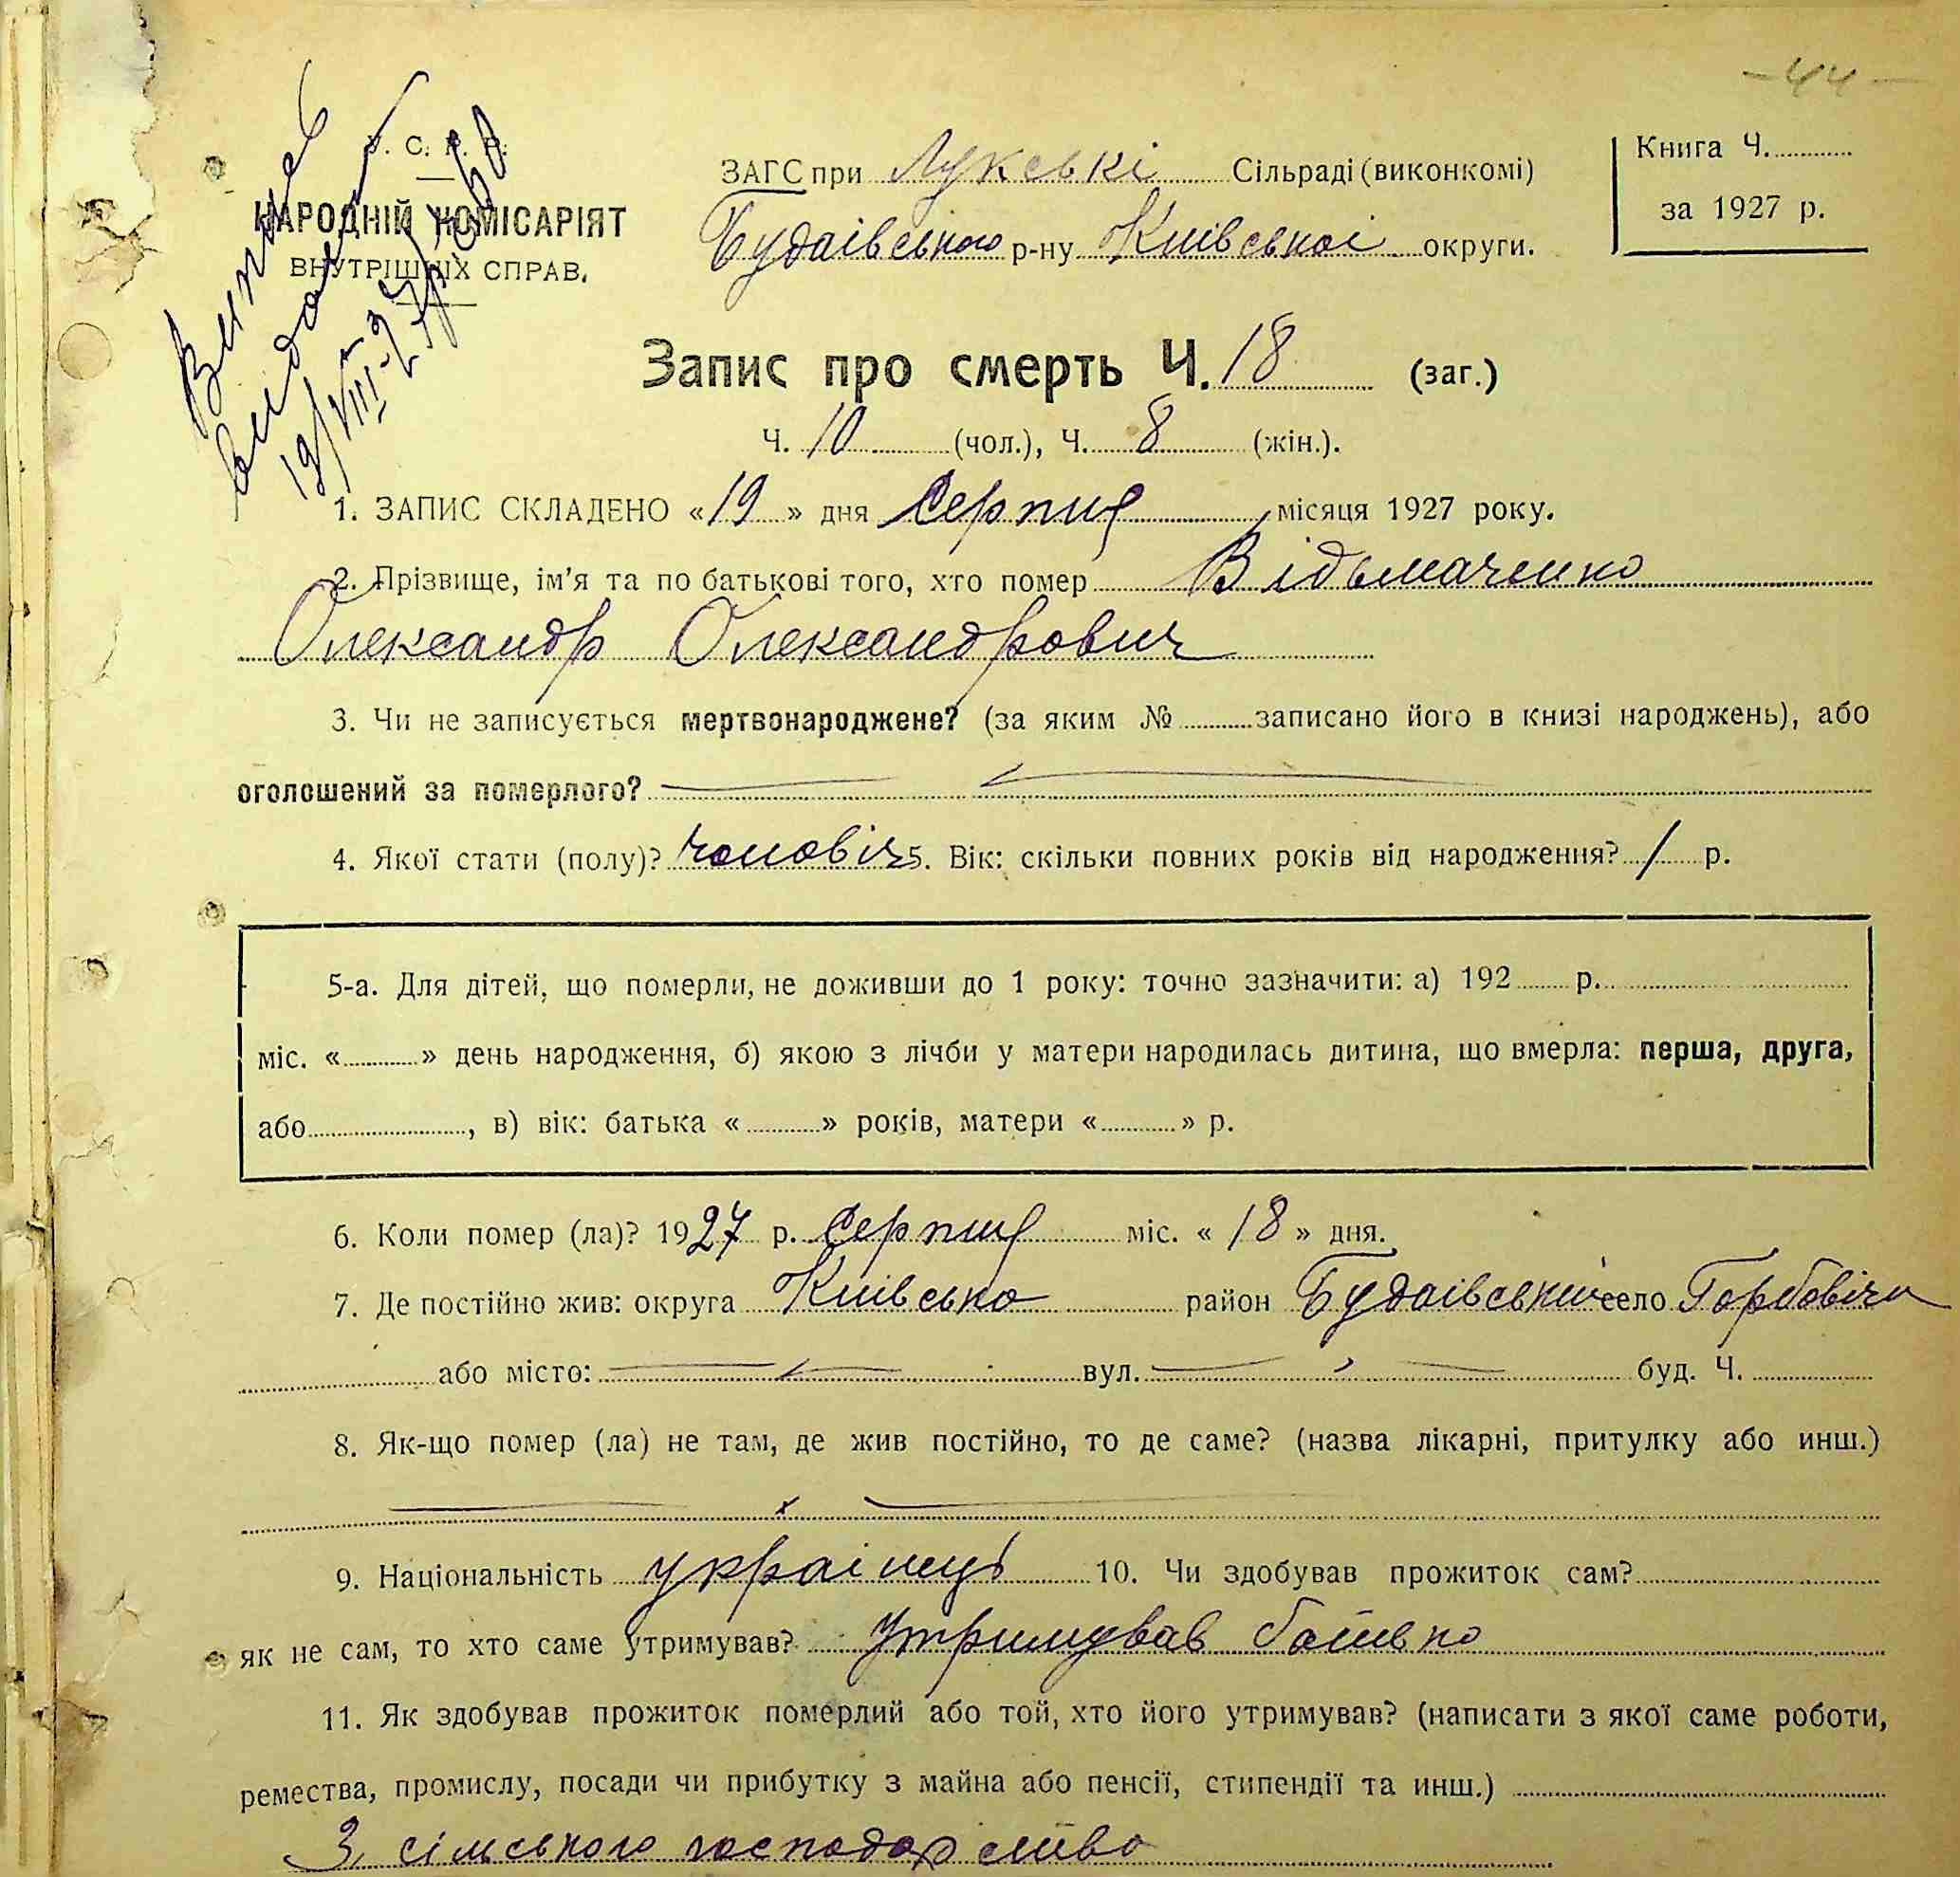 -44-
У. С. Р. Р.
НАРОДНІЙ КОМІСАРІЯТ
ВНУТРІШНІХ СПРАВ.
Витяг
видано
19/VIII-27 р.
ЗАГС при Лукські Сільраді (виконкомі)
Будаівського р-ну Киівськоі округи.
Книга Ч.
за 1927 р.
Запис про смерть Ч. 18 (заг.)
Ч. 10 (чол.), Ч. 8 (жін.).
1. ЗАПИС СКЛАДЕНО «19» дня Серпня місяця 1927 року.
2. Прізвище, ім'я та по батькові того, хто помер Відьмаченко
Олександр Олександрович
3. Чи не записується мертвонароджене? (за яким № записано його в книзі народжень), або
оголошений за померлого?
4. Якої стати (полу)? чоловіч 5. Вік: скільки повних років від народження? 1 р.
5-а. Для дітей, що померли, не доживши до 1 року: точно зазначити: а) 192 р.
міс. « » день народження, б) якою з лічби у матери народилась дитина, що вмерла: перша, друга,
або , в) вік: батька « » років, матери « » р.
6. Коли помер (ла)? 1927 р. Серпня міс. «18» дня.
7. Де постійно жив: округа Киівська район Будаівський село Горбовічи
або місто: вул. буд. Ч.
8. Як-що помер (ла) не там, де жив постійно, то де саме? (назва лікарні, притулку або инш.)
9. Національність украінець 10. Чи здобував прожиток сам?
як не сам, то хто саме утримував? Утримував батько
11. Як здобував прожиток померлий або той, хто його утримував? (написати з якої саме роботи,
ремества, промислу, посади чи прибутку з майна або пенсії, стипендії та инш.)
З сільського господарства